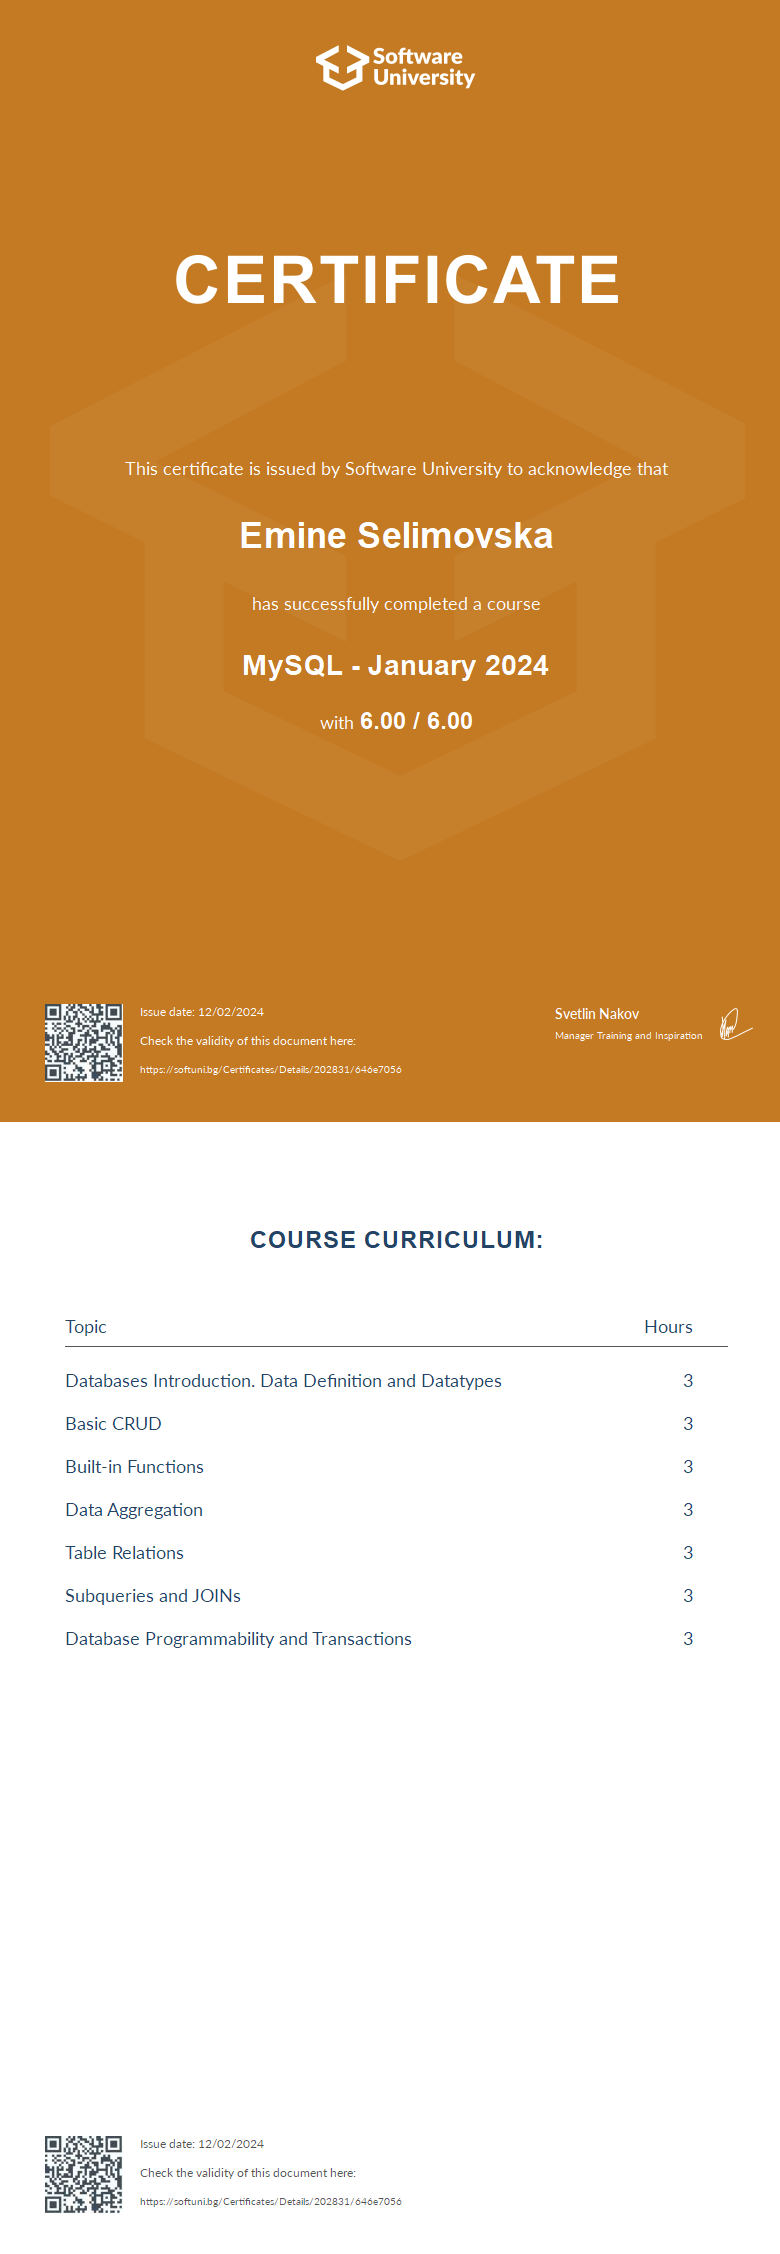 Software
University
CERTIFICATE
This certificate is issued by Software University to acknowledge that
Emine Selimovska
has successfully completed a course
MySQL - January 2024
with 6.00 / 6.00
Issue date: 12/02/2024
Check the validity of this document here:
https://softuni.bg/Certificates/Details/202831/646e7056
Svetlin Nakov
Manager Training and Inspiration
COURSE CURRICULUM:
Topic Hours
Databases Introduction. Data Definition and Datatypes 3
Basic CRUD 3
Built-in Functions 3
Data Aggregation 3
Table Relations 3
Subqueries and JOINs 3
Database Programmability and Transactions 3
Issue date: 12/02/2024
Check the validity of this document here:
https://softuni.bg/Certificates/Details/202831/646e7056